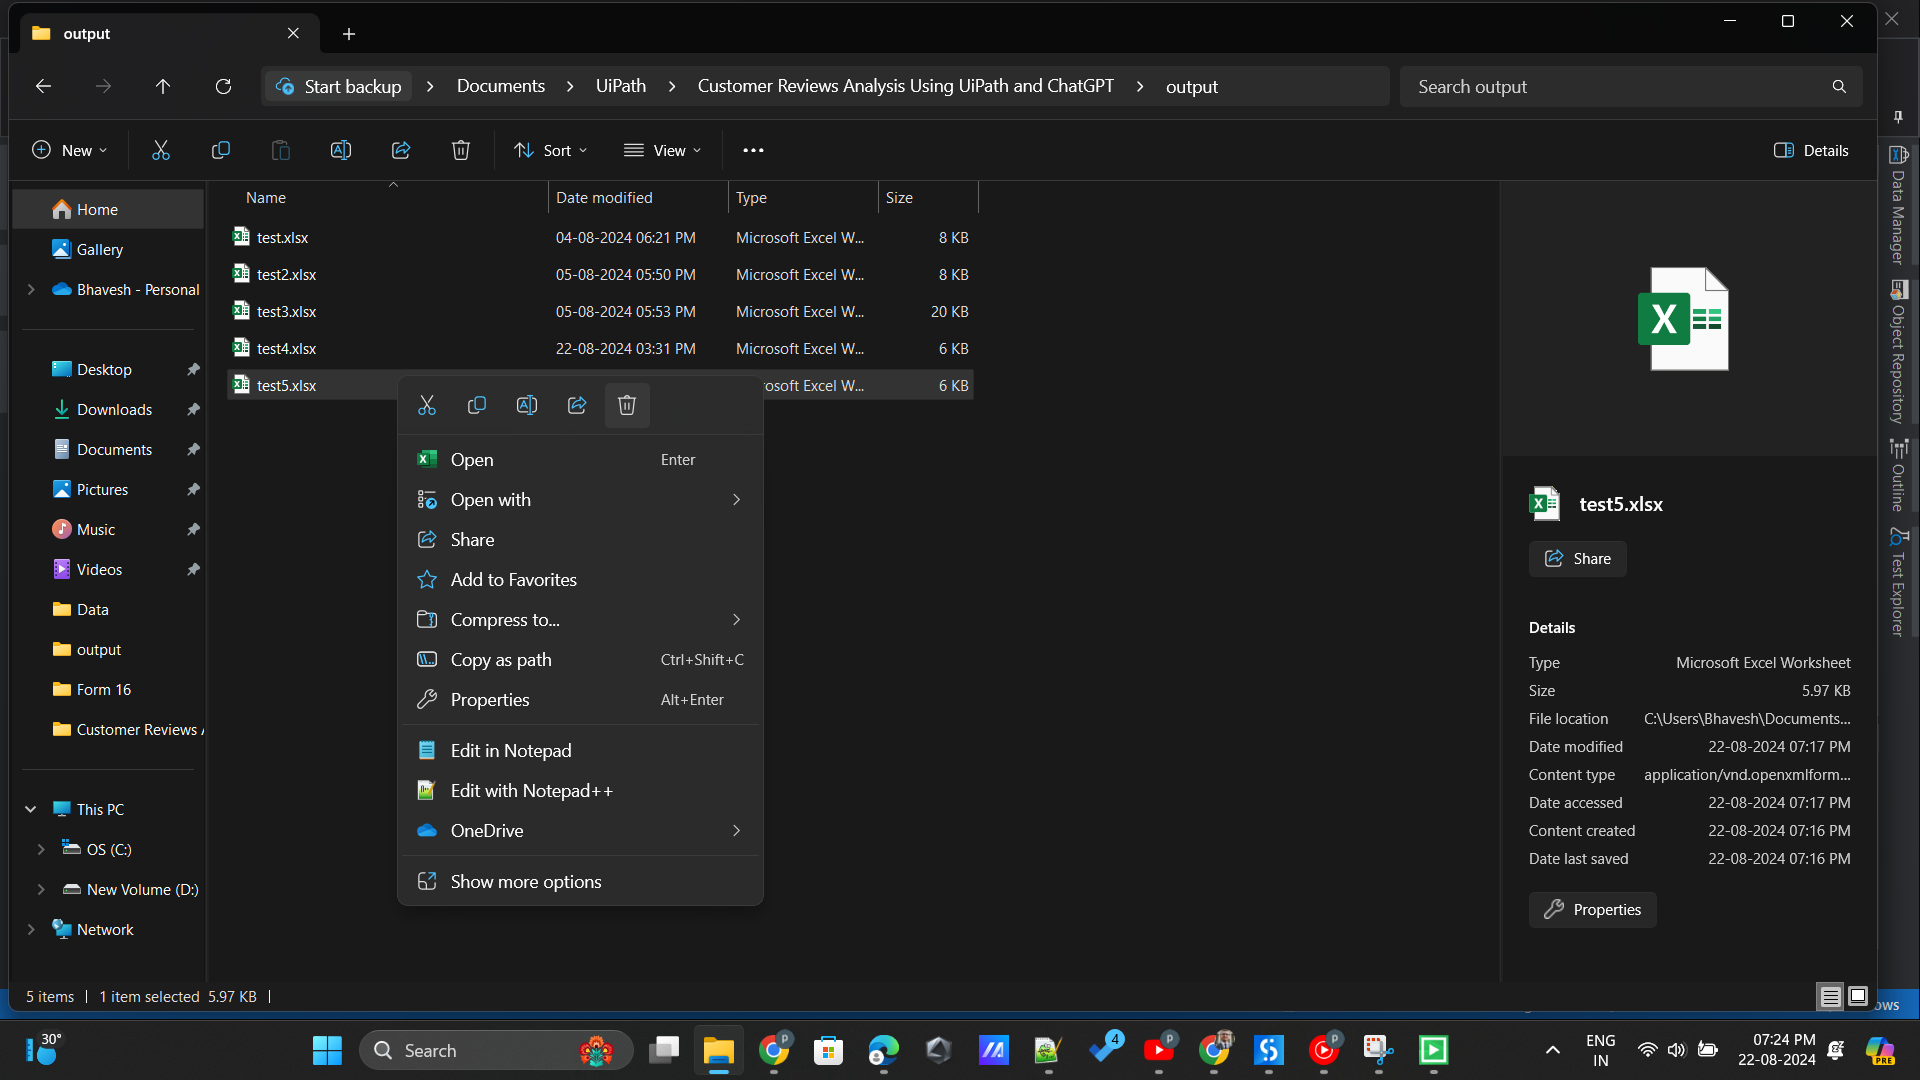 output
Start backup
Documents
UiPath
Customer Reviews Analysis Using UiPath and ChatGPT
output
Search output
New
Sort
View
Details
Home
Gallery
Bhavesh - Personal
Desktop
Downloads
Documents
Pictures
Music
Videos
Data
output
Form 16
Customer Reviews
This PC
OS (C:)
New Volume (D:)
Network
Name Date modified Type Size
test.xlsx 04-08-2024 06:21 PM Microsoft Excel W... 8 KB
test2.xlsx 05-08-2024 05:50 PM Microsoft Excel W... 8 KB
test3.xlsx 05-08-2024 05:53 PM Microsoft Excel W... 20 KB
test4.xlsx 22-08-2024 03:31 PM Microsoft Excel W... 6 KB
test5.xlsx rosoft Excel W... 6 KB
Open Enter
Open with
Share
Add to Favorites
Compress to...
Copy as path Ctrl+Shift+C
Properties Alt+Enter
Edit in Notepad
Edit with Notepad++
OneDrive
Show more options
test5.xlsx
Share
Details
Type Microsoft Excel Worksheet
Size 5.97 KB
File location C:\Users\Bhavesh\Documents...
Date modified 22-08-2024 07:17 PM
Content type application/vnd.openxmlform...
Date accessed 22-08-2024 07:17 PM
Content created 22-08-2024 07:16 PM
Date last saved 22-08-2024 07:16 PM
Properties
Data Manager
Object Repository
Outline
Test Explorer
5 items 1 item selected 5.97 KB
ows
30°
Search
4
ENG
IN
07:24 PM
22-08-2024
PRE